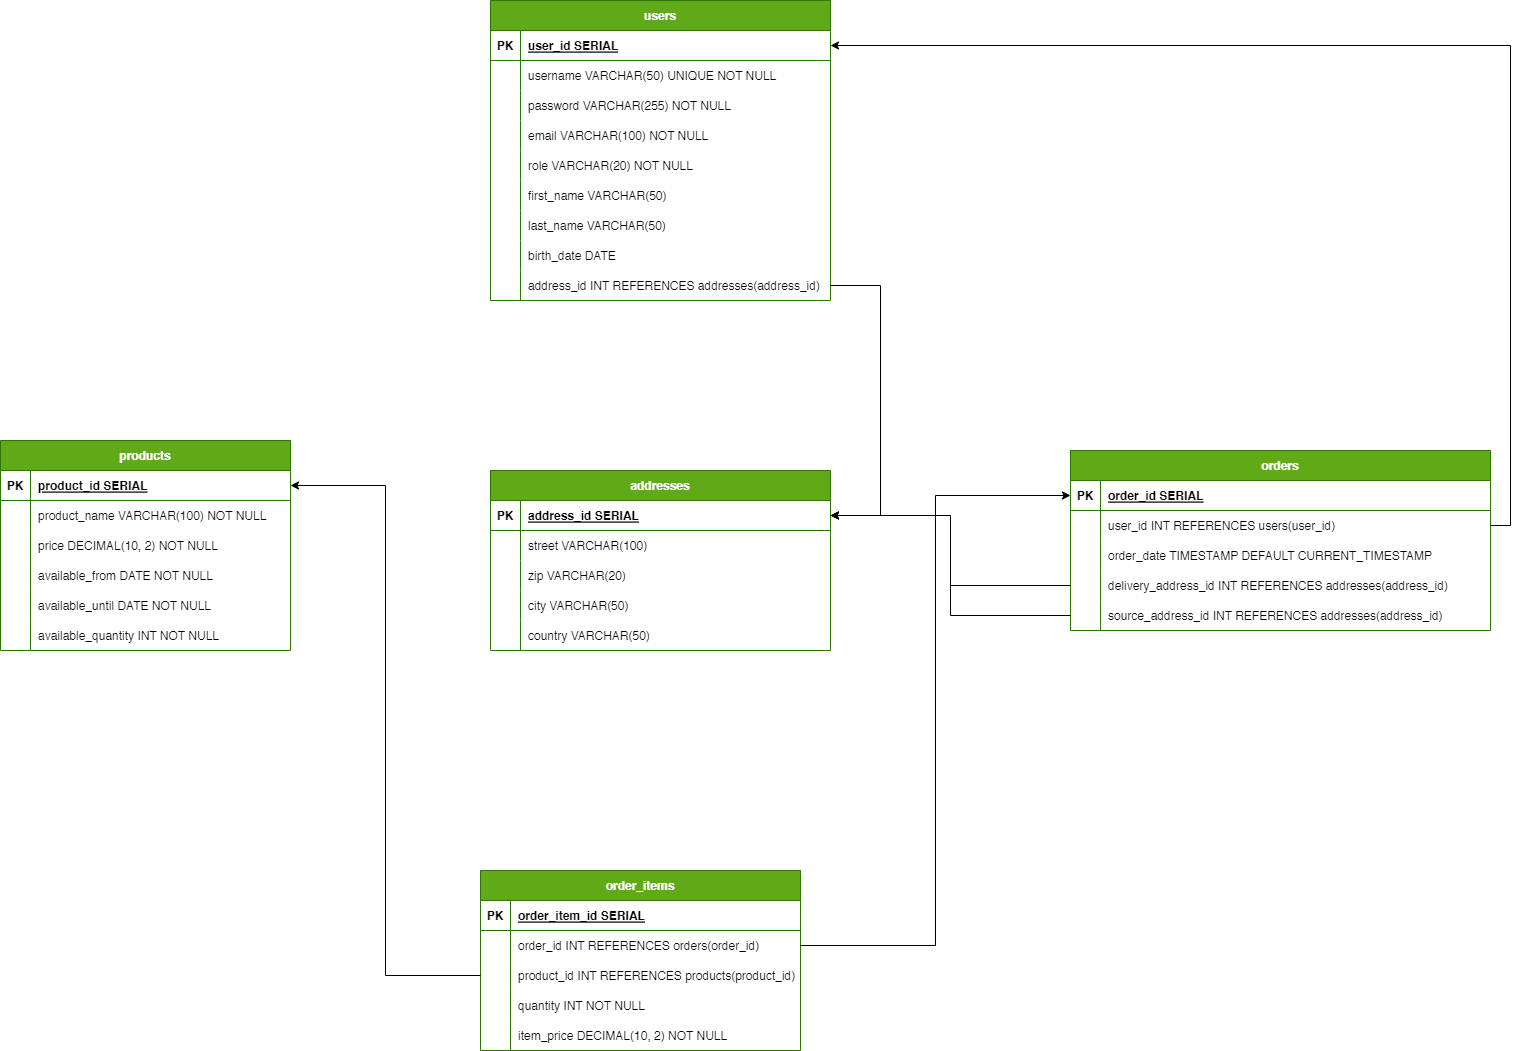 users
PK user_id SERIAL
username VARCHAR(50) UNIQUE NOT NULL
password VARCHAR(255) NOT NULL
email VARCHAR(100) NOT NULL
role VARCHAR(20) NOT NULL
first_name VARCHAR(50)
last_name VARCHAR(50)
birth_date DATE
address_id INT REFERENCES addresses(address_id)
products
PK product_id SERIAL
product_name VARCHAR(100) NOT NULL
price DECIMAL(10, 2) NOT NULL
available_from DATE NOT NULL
available_until DATE NOT NULL
available_quantity INT NOT NULL
addresses
PK address_id SERIAL
street VARCHAR(100)
zip VARCHAR(20)
city VARCHAR(50)
country VARCHAR(50)
orders
PK order_id SERIAL
user_id INT REFERENCES users(user_id)
order_date TIMESTAMP DEFAULT CURRENT_TIMESTAMP
delivery_address_id INT REFERENCES addresses(address_id)
source_address_id INT REFERENCES addresses(address_id)
order_items
PK order_item_id SERIAL
order_id INT REFERENCES orders(order_id)
product_id INT REFERENCES products(product_id)
quantity INT NOT NULL
item_price DECIMAL(10, 2) NOT NULL